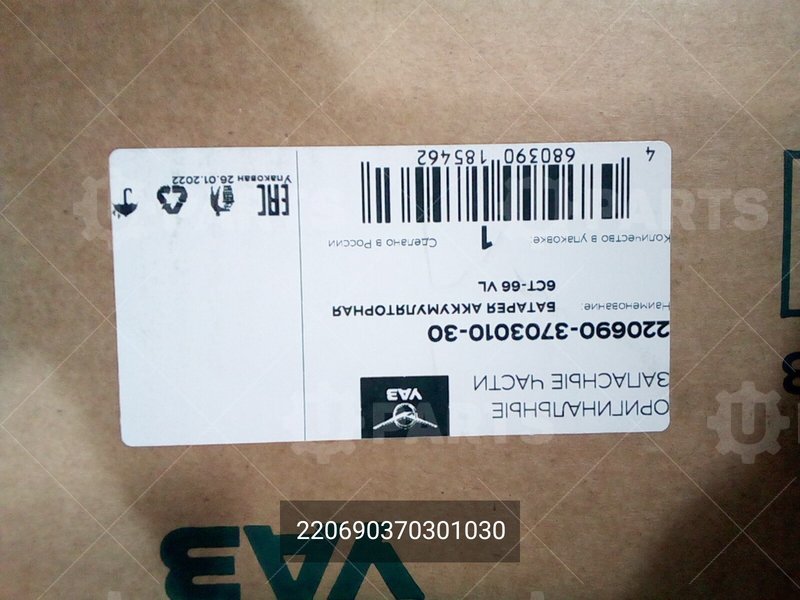 ОРИГИНАЛЬНЫЕ
ЗАПАСНЫЕ ЧАСТИ
УАЗ
220690-3703010-30
Наименование:
БАТАРЕЯ АККУМУЛЯТОРНАЯ
6СТ-66 VL
Количество в упаковке:
1
Сделано в России
4 680390 185462
EAC
Упакован 26.01.2022
УАЗ
220690370301030
U PARTS